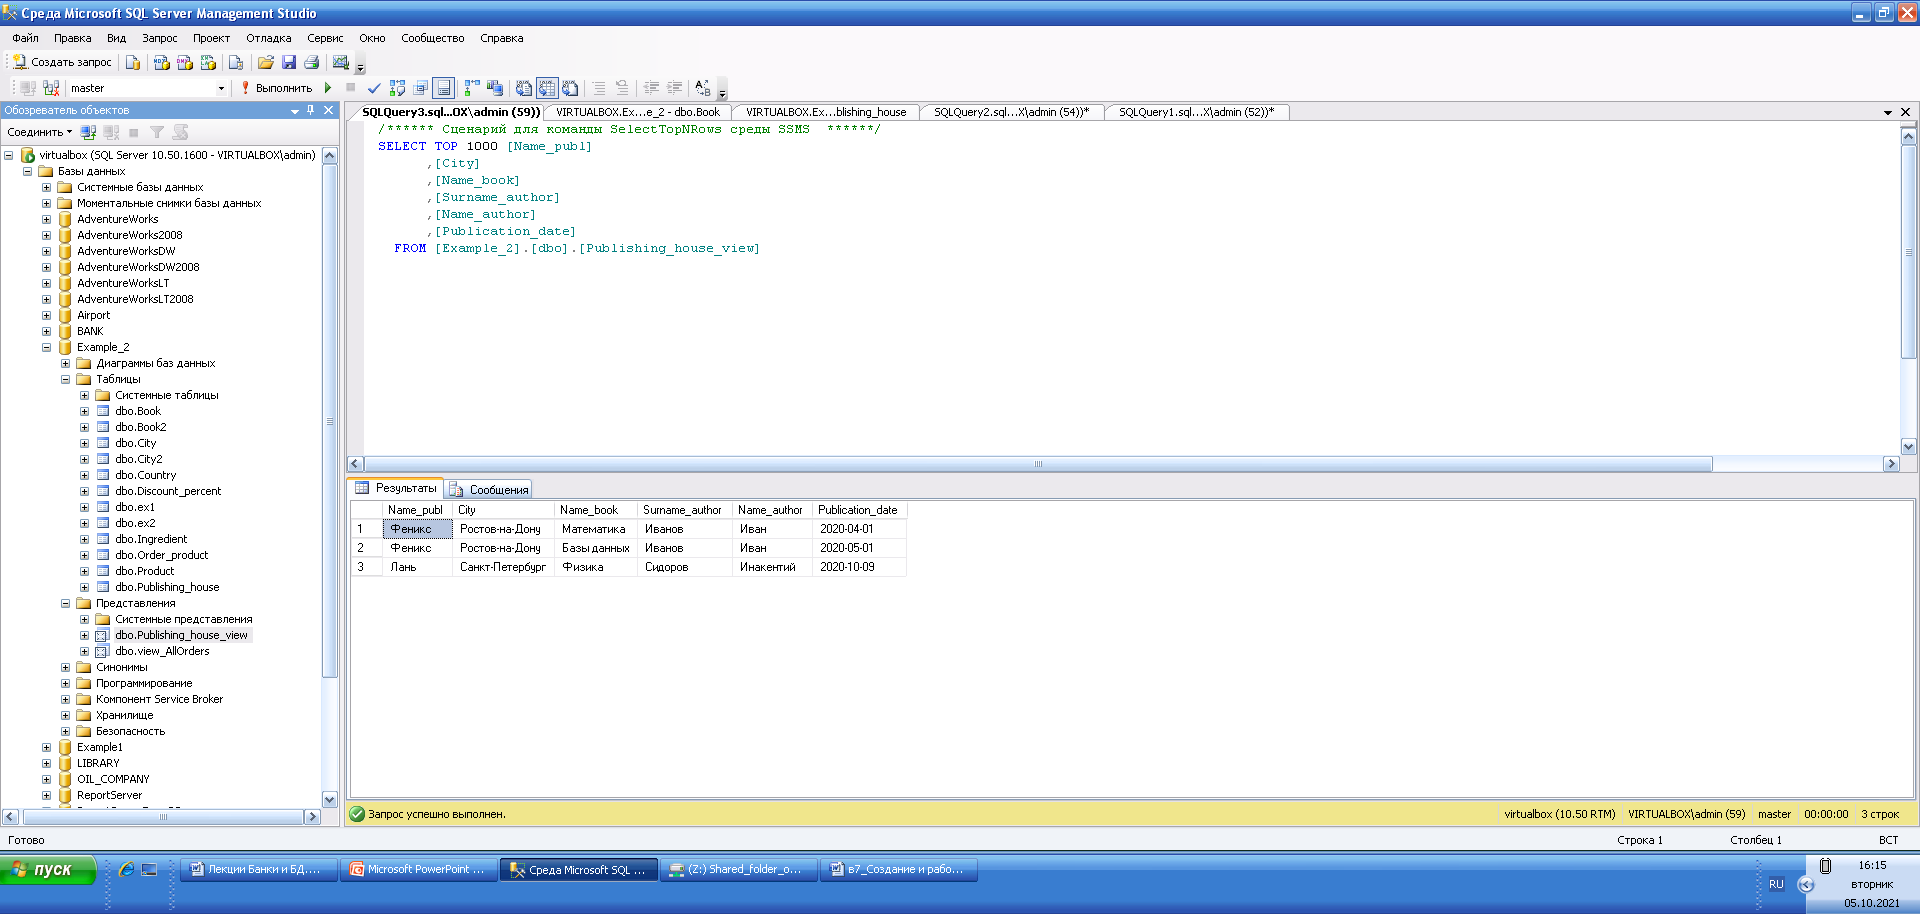 Среда Microsoft SQL Server Management Studio
Файл Правка Вид Запрос Проект Отладка Сервис Окно Сообщество Справка
Создать запрос
master Выполнить
Обозреватель объектов
Соединить
virtualbox (SQL Server 10.50.1600 - VIRTUALBOX\admin)
Базы данных
Системные базы данных
Моментальные снимки базы данных
AdventureWorks
AdventureWorks2008
AdventureWorksDW
AdventureWorksDW2008
AdventureWorksLT
AdventureWorksLT2008
Airport
BANK
Example_2
Диаграммы баз данных
Таблицы
Системные таблицы
dbo.Book
dbo.Book2
dbo.City
dbo.City2
dbo.Country
dbo.Discount_percent
dbo.ex1
dbo.ex2
dbo.Ingredient
dbo.Order_product
dbo.Product
dbo.Publishing_house
Представления
Системные представления
dbo.Publishing_house_view
dbo.view_AllOrders
Синонимы
Программирование
Компонент Service Broker
Хранилище
Безопасность
Example1
LIBRARY
OIL_COMPANY
ReportServer
SQLQuery3.sql...OX\admin (59)) VIRTUALBOX.Ex...e_2 - dbo.Book VIRTUALBOX.Ex...blishing_house SQLQuery2.sql...X\admin (54))* SQLQuery1.sql...X\admin (52))*
/****** Сценарий для команды SelectTopNRows среды SSMS ******/
SELECT TOP 1000 [Name_publ]
,[City]
,[Name_book]
,[Surname_author]
,[Name_author]
,[Publication_date]
FROM [Example_2].[dbo].[Publishing_house_view]
Результаты Сообщения
Name_publ City Name_book Surname_author Name_author Publication_date
1 Феникс Ростов-на-Дону Математика Иванов Иван 2020-04-01
2 Феникс Ростов-на-Дону Базы данных Иванов Иван 2020-05-01
3 Лань Санкт-Петербург Физика Сидоров Инакентий 2020-10-09
Запрос успешно выполнен. virtualbox (10.50 RTM) VIRTUALBOX\admin (59) master 00:00:00 3 строк
Готово Строка 1 Столбец 1 ВСТ
пуск Лекции Банки и БД.... Microsoft PowerPoint ... Среда Microsoft SQL ... (Z:) Shared_folder_o... в7_Создание и рабо... RU
16:15
вторник
05.10.2021